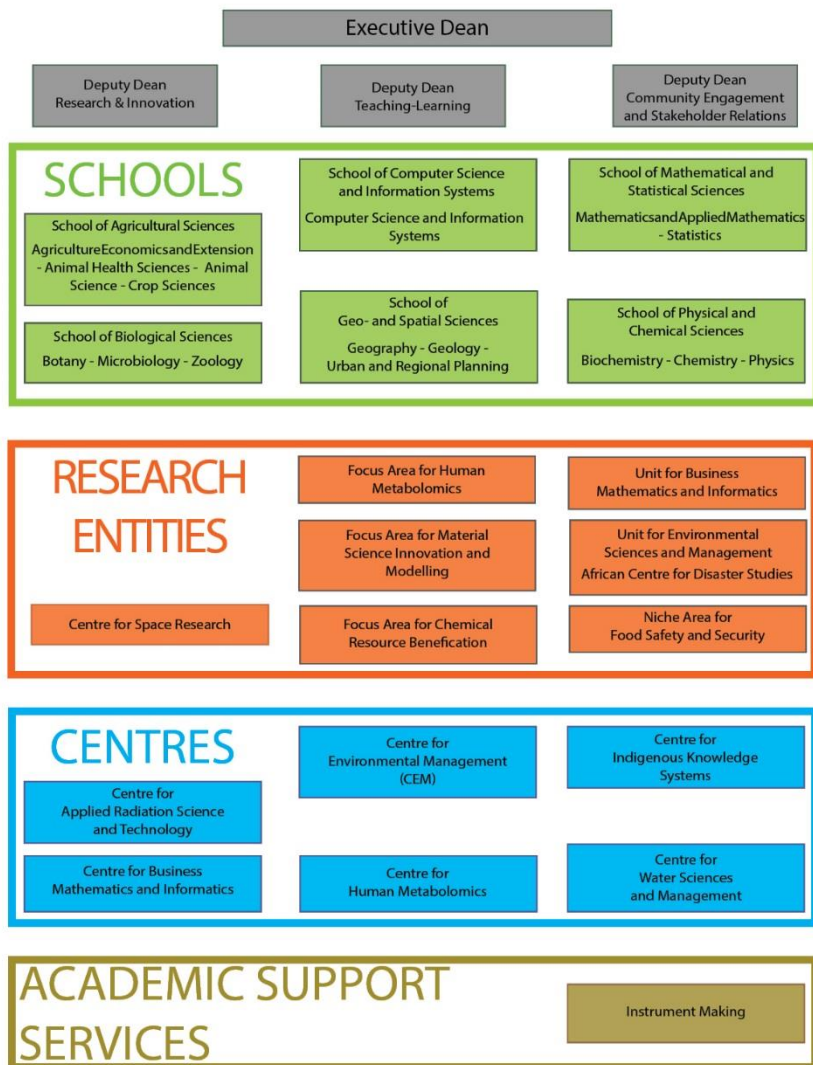 Executive Dean
Deputy Dean
Research & Innovation
Deputy Dean
Teaching-Learning
Deputy Dean
Community Engagement
and Stakeholder Relations
SCHOOLS
School of Agricultural Sciences
AgricultureEconomicsandExtension
- Animal Health Sciences - Animal
Science - Crop Sciences
School of Biological Sciences
Botany - Microbiology - Zoology
School of Computer Science
and Information Systems
Computer Science and Information
Systems
School of
Geo- and Spatial Sciences
Geography - Geology -
Urban and Regional Planning
School of Mathematical and
Statistical Sciences
MathematicsandAppliedMathematics
- Statistics
School of Physical and
Chemical Sciences
Biochemistry - Chemistry - Physics
RESEARCH
ENTITIES
Centre for Space Research
Focus Area for Human
Metabolomics
Focus Area for Material
Science Innovation and
Modelling
Focus Area for Chemical
Resource Benefication
Unit for Business
Mathematics and Informatics
Unit for Environmental
Sciences and Management
African Centre for Disaster Studies
Niche Area for
Food Safety and Security
CENTRES
Centre for
Applied Radiation Science
and Technology
Centre for Business
Mathematics and Informatics
Centre for
Environmental Management
(CEM)
Centre for
Human Metabolomics
Centre for
Indigenous Knowledge
Systems
Centre for
Water Sciences
and Management
ACADEMIC SUPPORT
SERVICES
Instrument Making